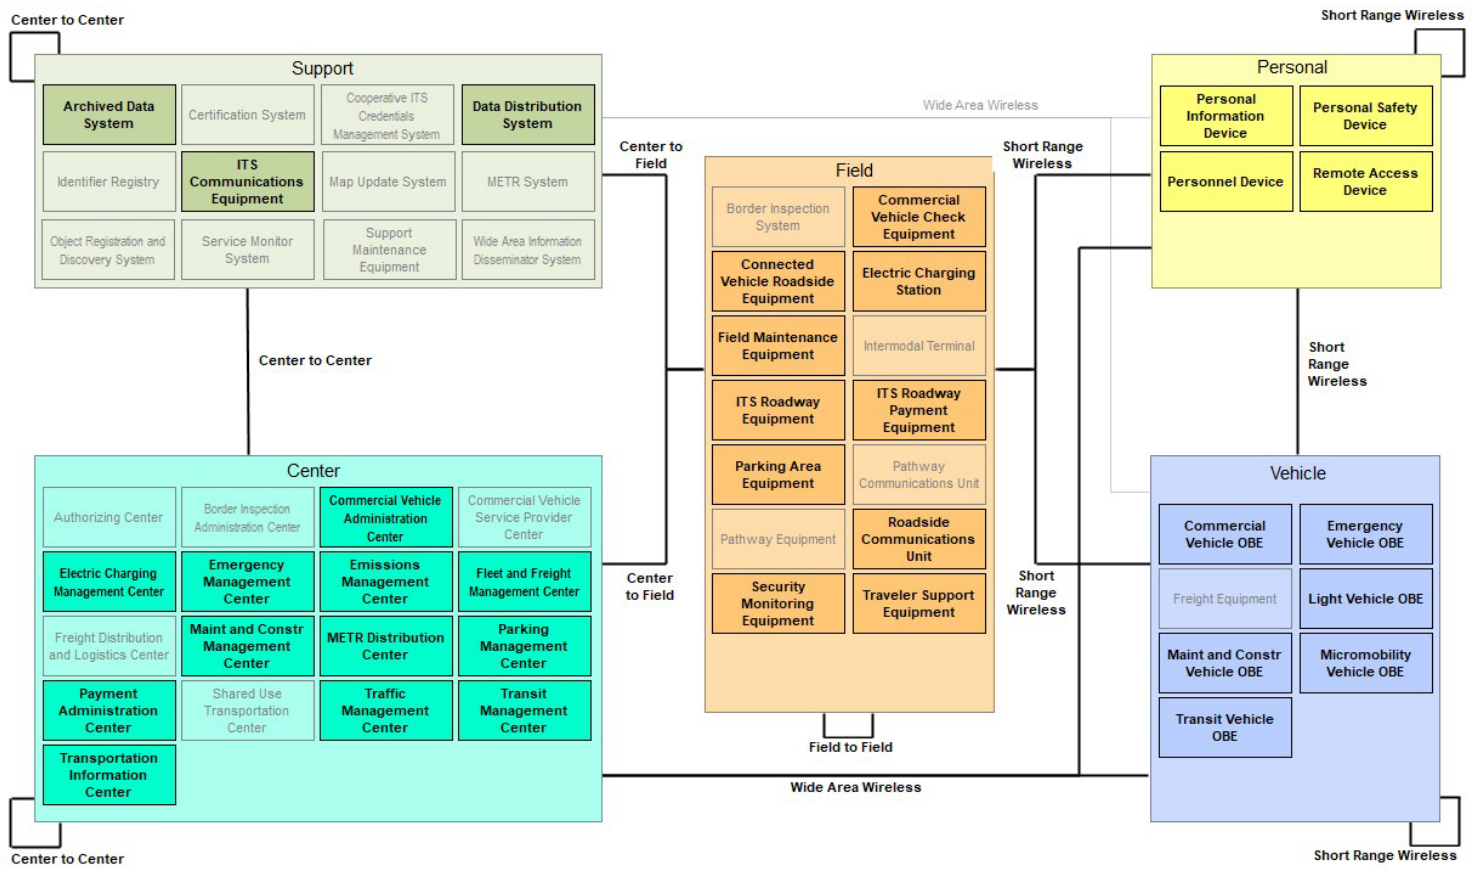 Center to Center
Short Range Wireless
Support
Archived Data
System
Certification System
Cooperative ITS
Credentials
Management System
Data Distribution
System
Identifier Registry
ITS
Communications
Equipment
Map Update System
METR System
Object Registration and
Discovery System
Service Monitor
System
Support
Maintenance
Equipment
Wide Area Information
Disseminator System
Wide Area Wireless
Center to
Field
Short Range
Wireless
Personal
Personal
Information
Device
Personal Safety
Device
Personnel Device
Remote Access
Device
Field
Border Inspection
System
Commercial
Vehicle Check
Equipment
Connected
Vehicle Roadside
Equipment
Electric Charging
Station
Field Maintenance
Equipment
Intermodal Terminal
ITS Roadway
Equipment
ITS Roadway
Payment
Equipment
Parking Area
Equipment
Pathway
Communications Unit
Pathway Equipment
Roadside
Communications
Unit
Security
Monitoring
Equipment
Traveler Support
Equipment
Field to Field
Center to Center
Short
Range
Wireless
Center
Authorizing Center
Border Inspection
Administration Center
Commercial Vehicle
Administration
Center
Commercial Vehicle
Service Provider
Center
Electric Charging
Management Center
Emergency
Management
Center
Emissions
Management
Center
Fleet and Freight
Management Center
Freight Distribution
and Logistics Center
Maint and Constr
Management
Center
METR Distribution
Center
Parking
Management
Center
Payment
Administration
Center
Shared Use
Transportation
Center
Traffic
Management
Center
Transit
Management
Center
Transportation
Information
Center
Center
to Field
Short
Range
Wireless
Vehicle
Commercial
Vehicle OBE
Emergency
Vehicle OBE
Freight Equipment
Light Vehicle OBE
Maint and Constr
Vehicle OBE
Micromobility
Vehicle OBE
Transit Vehicle
OBE
Wide Area Wireless
Center to Center
Short Range Wireless